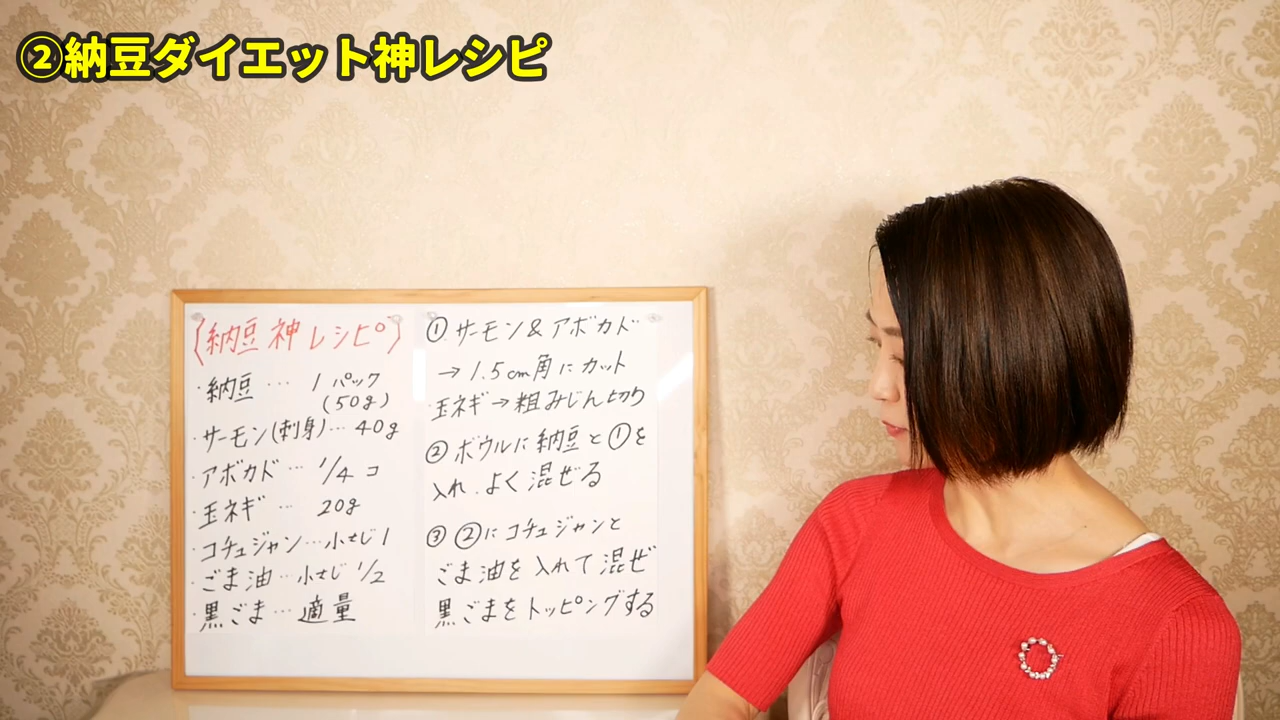 ②納豆ダイエット神レシピ
〔納豆神レシピ〕
・納豆… 1パック
(50g)
・サーモン(刺身)… 40g
・アボカド… 1/4コ
・玉ネギ… 20g
・コチュジャン…小さじ1
・ごま油…小さじ1/2
・黒ごま…適量
①サーモン&アボカド
→1.5cm角にカット
・玉ネギ→粗みじん切り
②ボウルに納豆と①を
入れ、よく混ぜる
③②にコチュジャンと
ごま油を入れて混ぜ
黒ごまをトッピングする